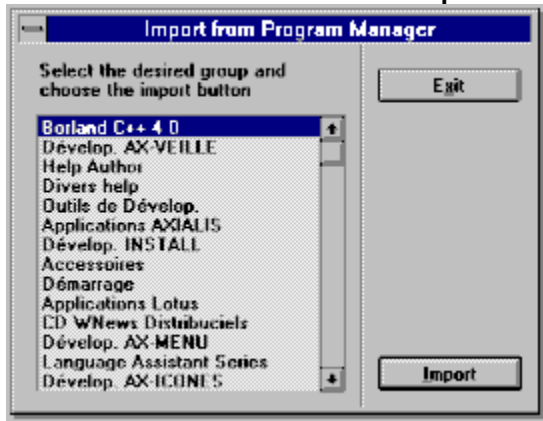 Import from Program Manager
Select the desired group and
choose the import button
Exit
Borland C++ 4.0
Dévelop. AX-VEILLE
Help Author
Divers help
Outils de Dévelop.
Applications AXIALIS
Dévelop. INSTALL
Accessoires
Démarrage
Applications Lotus
CD WNews Distribuciels
Dévelop. AX-MENU
Language Assistant Series
Dévelop. AX-ICONES
Import